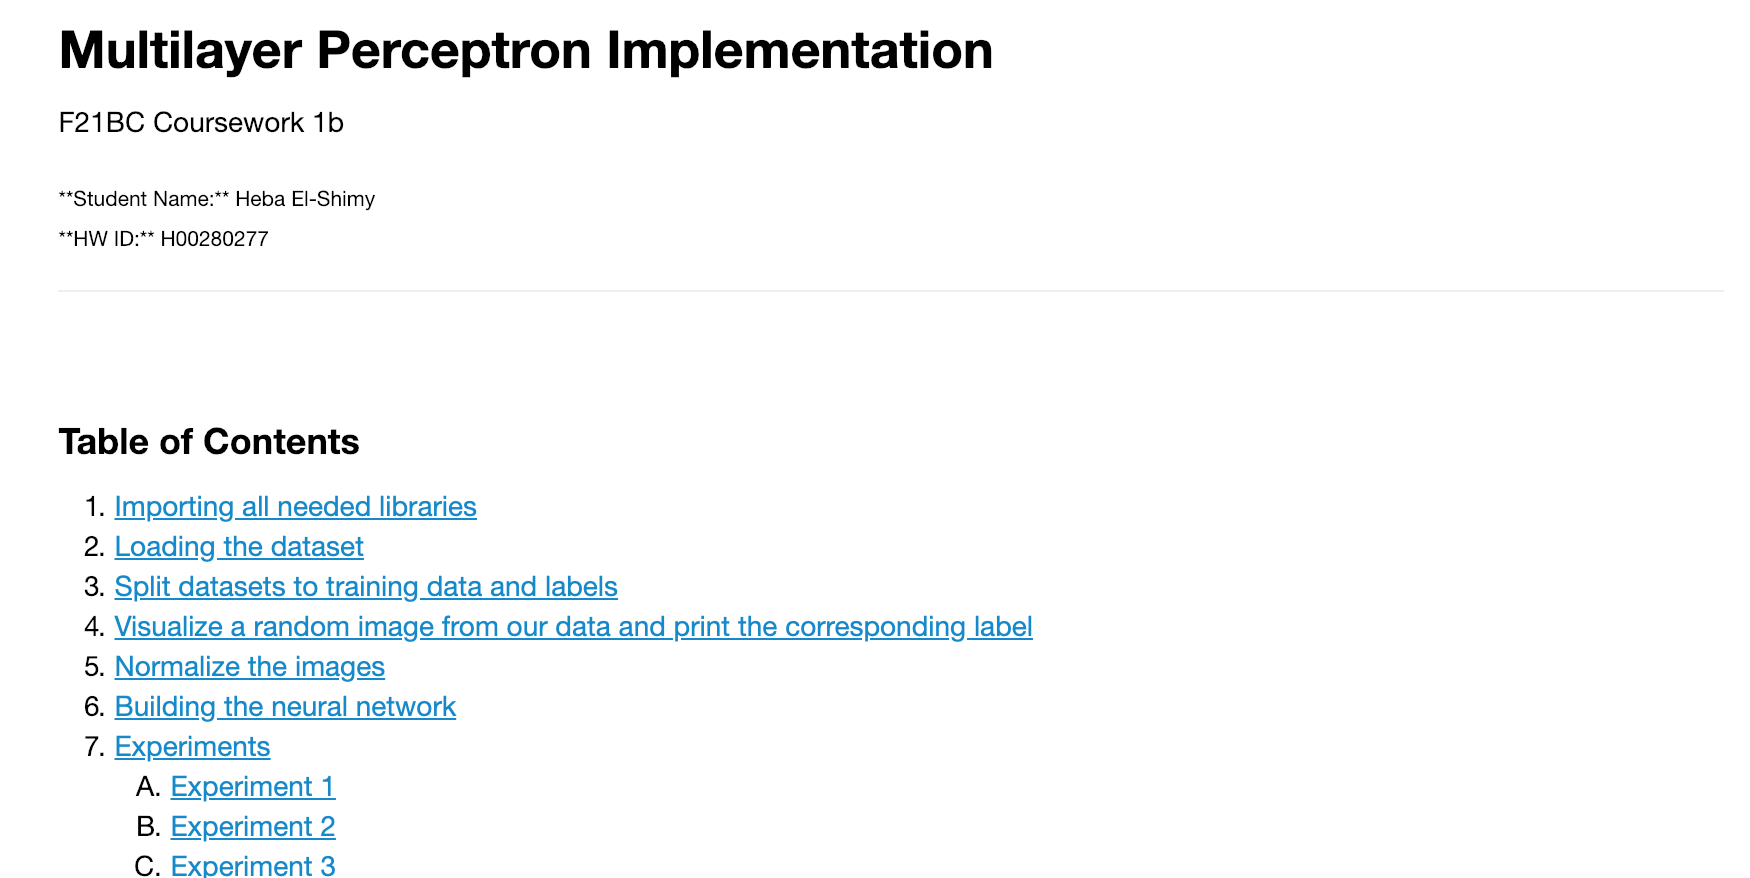 Multilayer Perceptron Implementation
F21BC Coursework 1b
**Student Name:** Heba El-Shimy
**HW ID:** H00280277
Table of Contents
1. Importing all needed libraries
2. Loading the dataset
3. Split datasets to training data and labels
4. Visualize a random image from our data and print the corresponding label
5. Normalize the images
6. Building the neural network
7. Experiments
A. Experiment 1
B. Experiment 2
C. Experiment 3